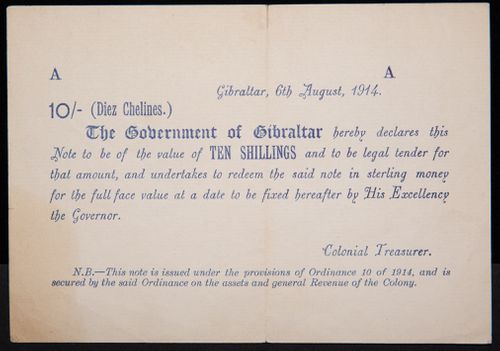 A A
Gibraltar, 6th August, 1914.
10/- (Diez Chelines.)
The Government of Gibraltar hereby declares this
Note to be of the value of TEN SHILLINGS and to be legal tender for
that amount, and undertakes to redeem the said note in sterling money
for the full face value at a date to be fixed hereafter by His Excellency
the Governor.
Colonial Treasurer.
N.B.—This note is issued under the provisions of Ordinance 10 of 1914, and is
secured by the said Ordinance on the assets and general Revenue of the Colony.